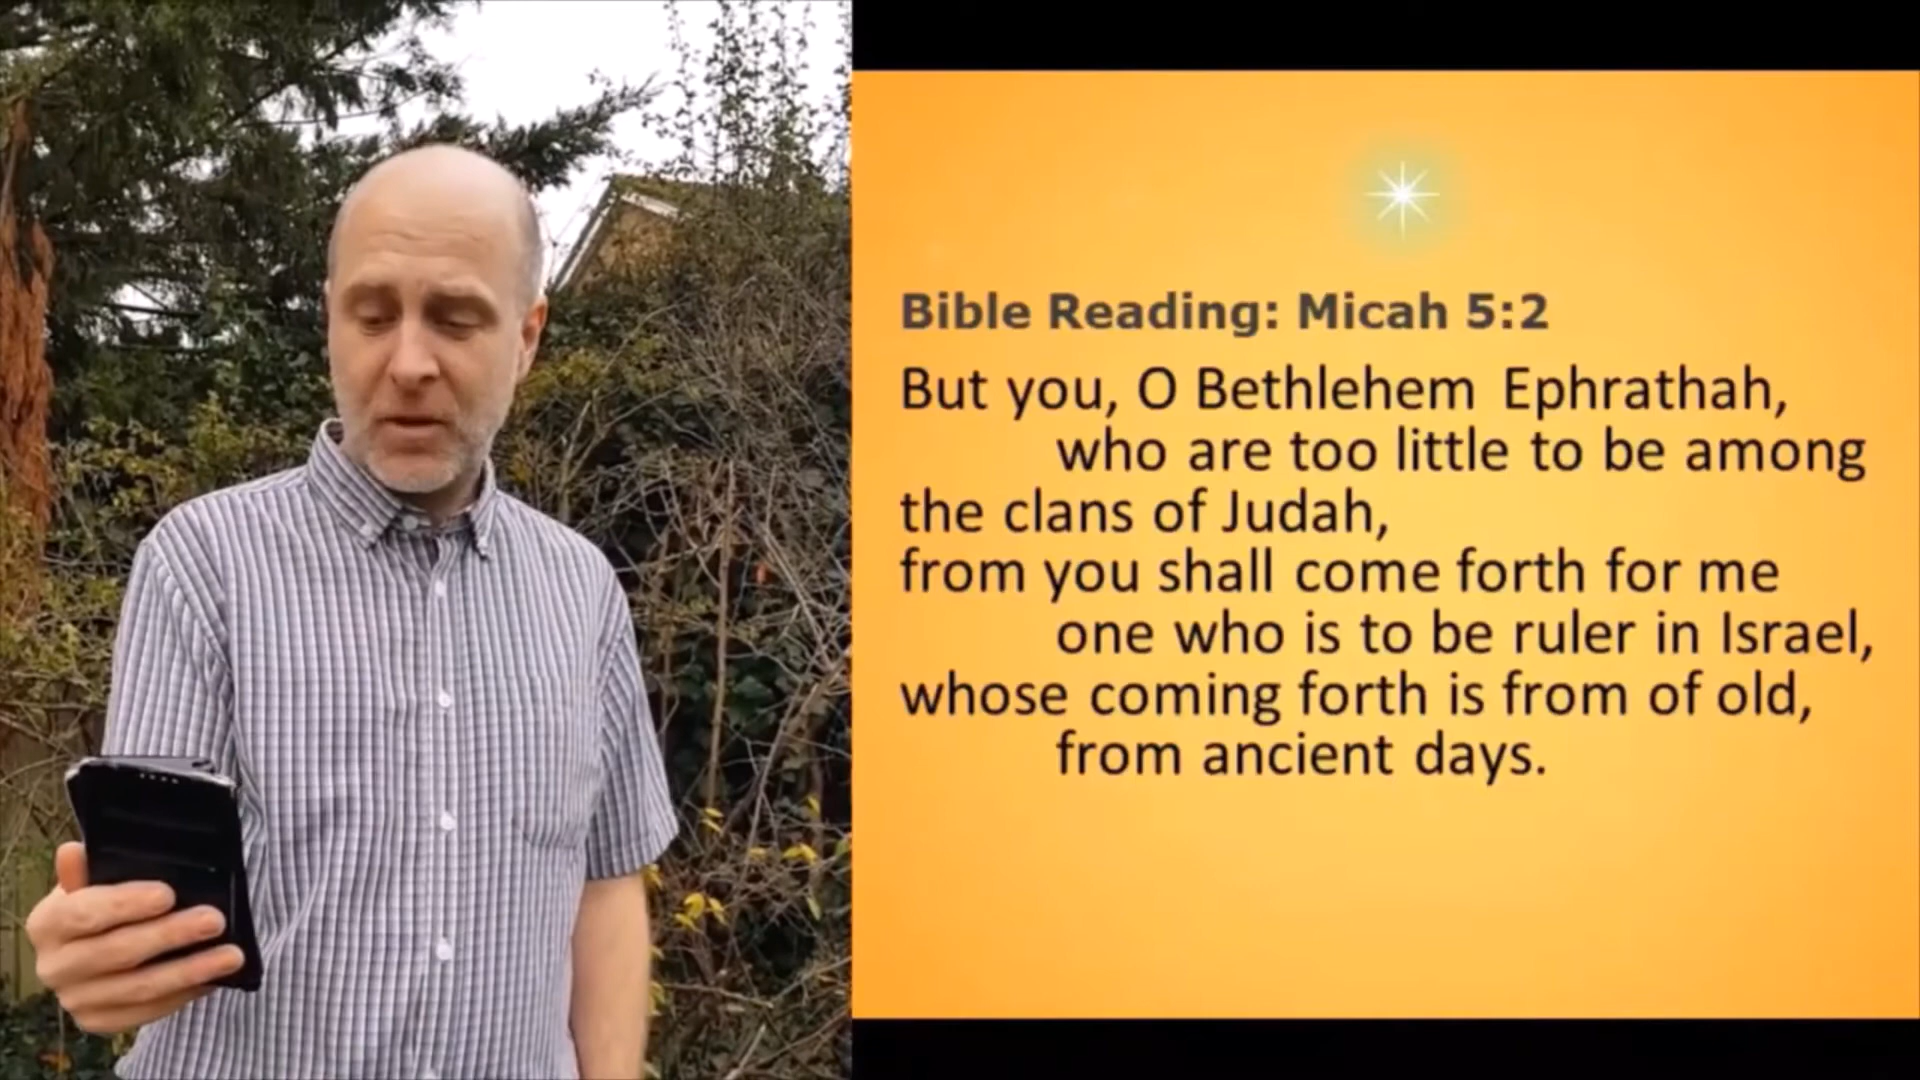 Bible Reading: Micah 5:2
But you, O Bethlehem Ephrathah,
who are too little to be among
the clans of Judah,
from you shall come forth for me
one who is to be ruler in Israel,
whose coming forth is from of old,
from ancient days.